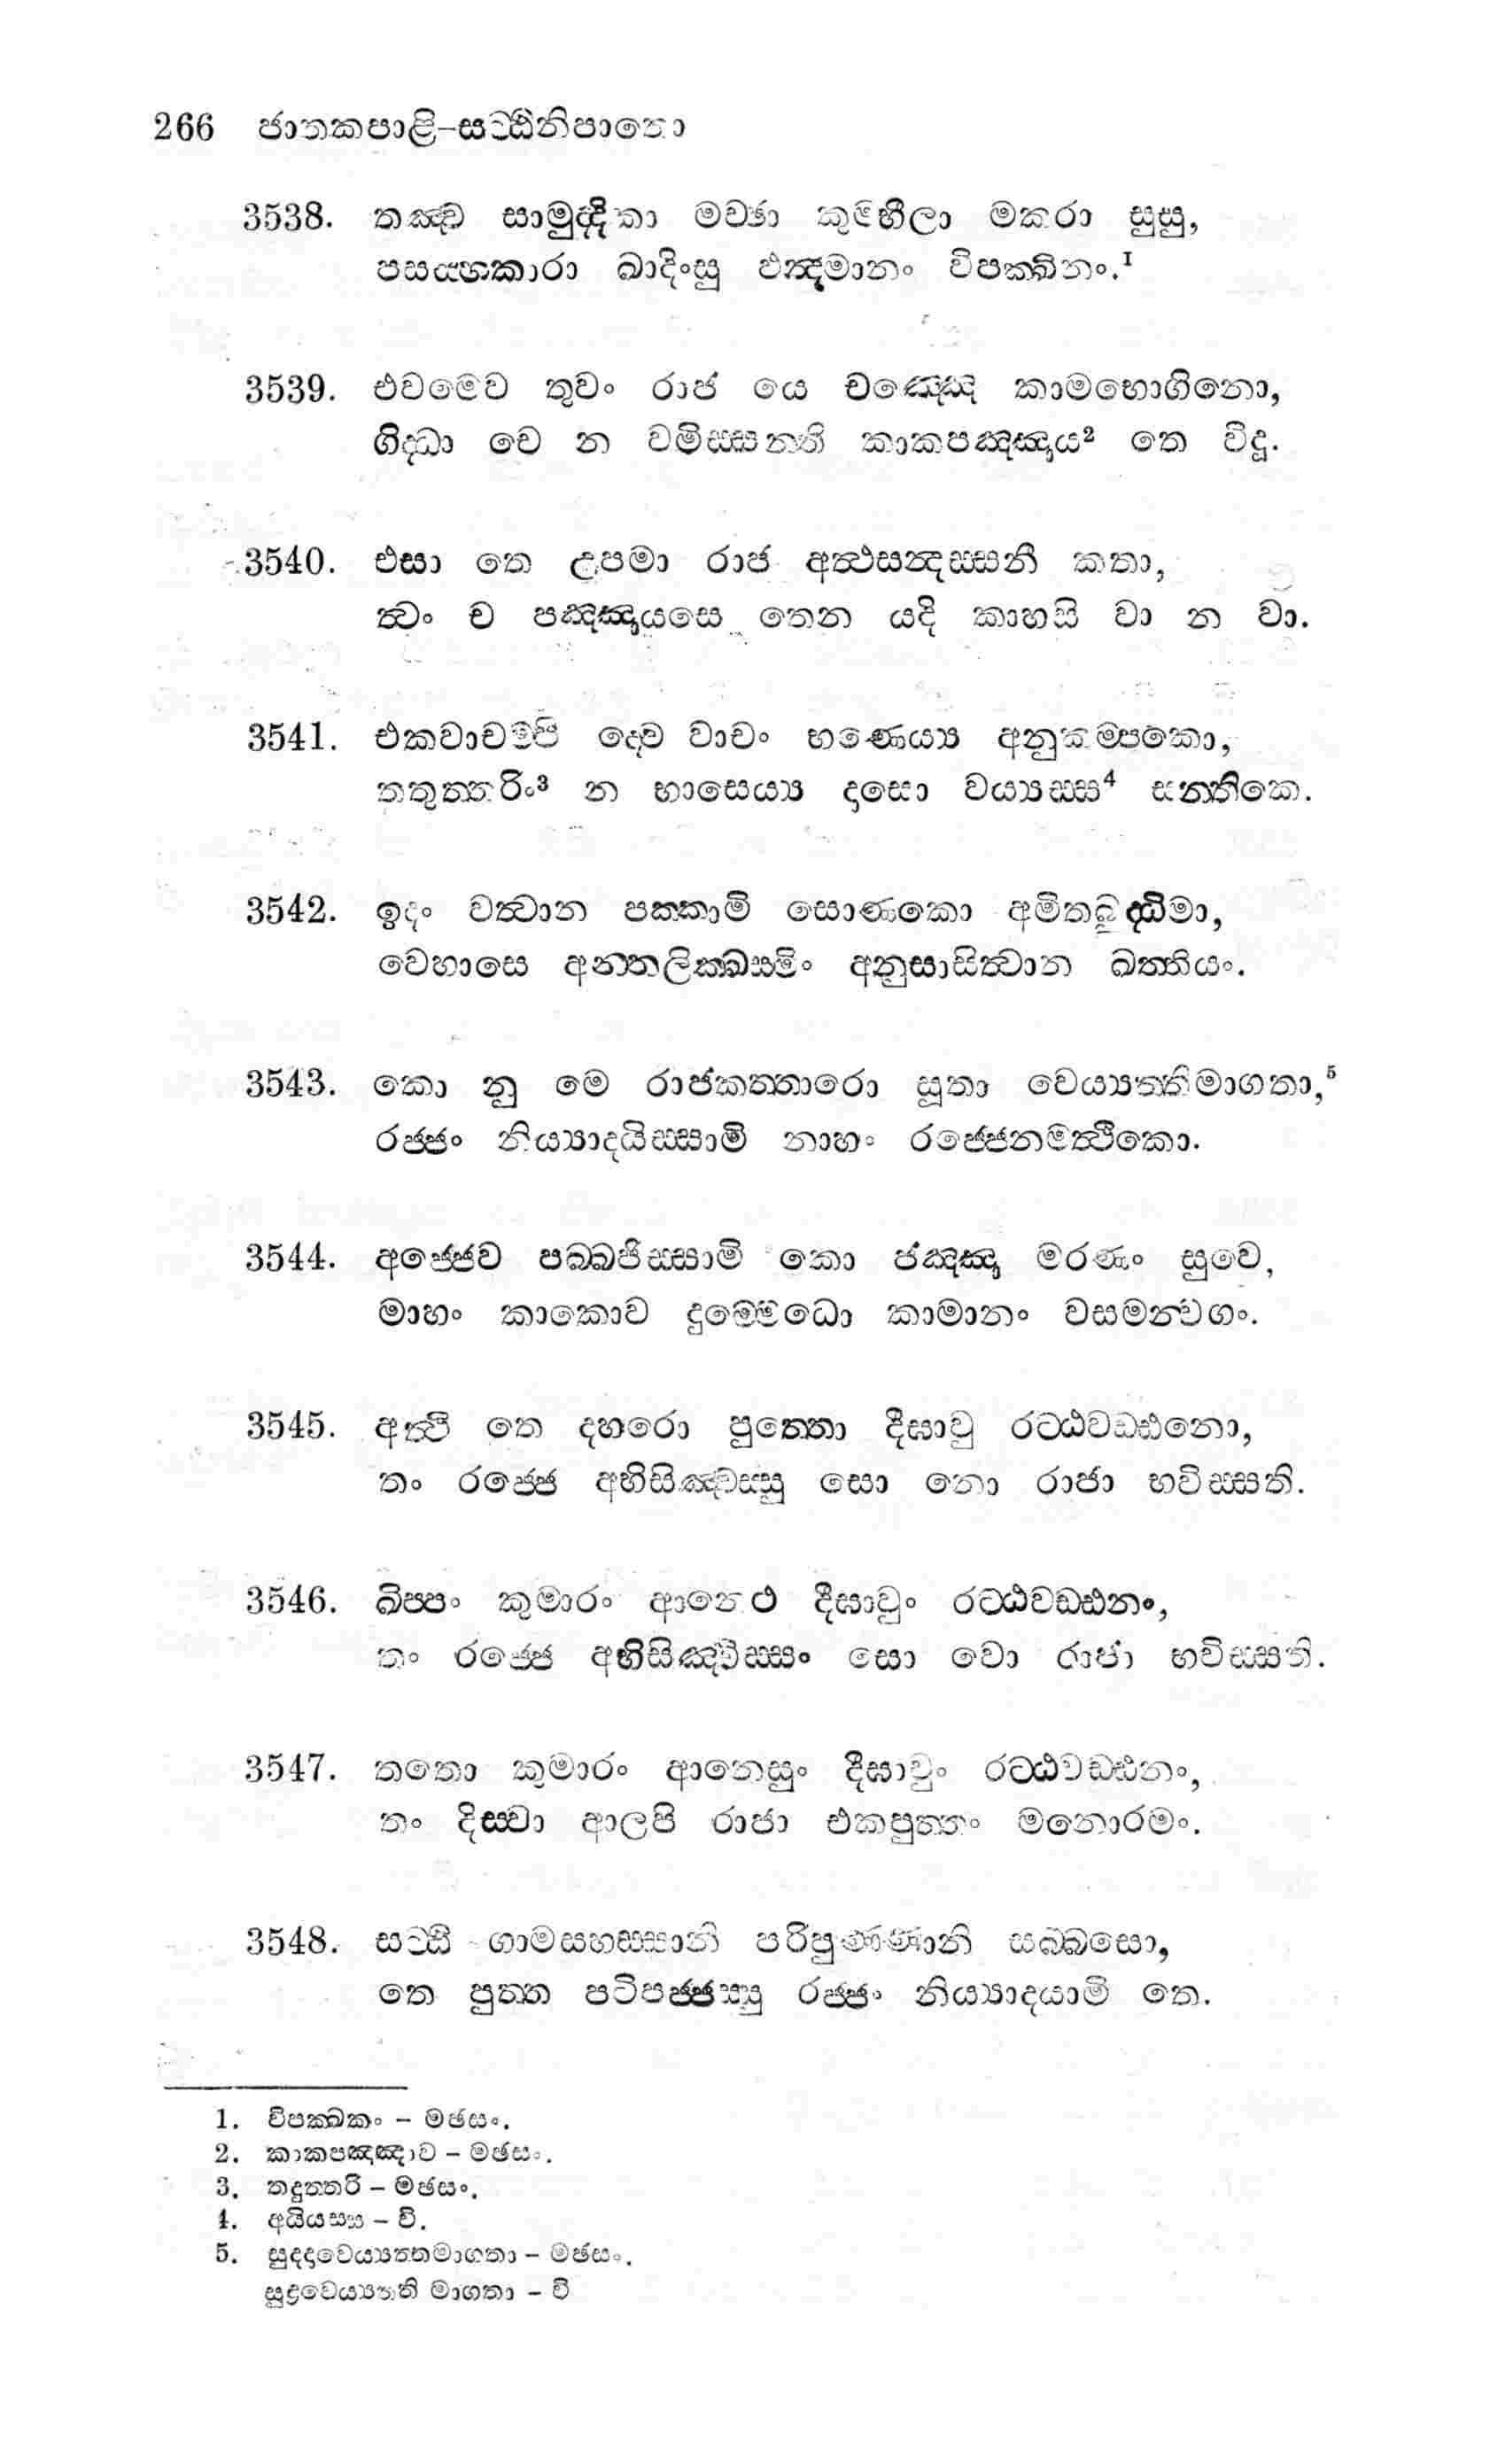 266 ජාතකපාළි-සට්ඨිනිපාතො
3538. තඤ්ච සාමුද්දිකා මච්ඡා කුම්භීලා මකරා සුසු,
පසය්හකාරා ඛාදිංසු ඵන්දමානං විපක්ඛිනං.1
3539. එවමෙව තුවං රාජ යෙ චඤ්ඤෙ කාමභොගිනො,
ගිද්ධා චෙ න වමිස්සන්ති කාකපඤ්ඤාය2 තෙ විදූ.
3540. එසා තෙ උපමා රාජ අත්ථසන්දස්සනී කතා,
ත්වං ච පඤ්ඤායසෙ තෙන යදි කාහසි වා න වා.
3541. එකවාචම්පි ද්වෙ වාචං භණෙය්‍ය අනුකම්පකො,
තතුත්තරිං3 න භාසෙය්‍ය දාසො වය්‍යස්ස4 සන්තිකෙ.
3542. ඉදං වත්වාන පක්කාමි සොණකො අමිතබුද්ධිමා,
වෙහාසෙ අන්තලික්ඛස්මිං අනුසාසිත්වාන ඛත්තියං.
3543. කො නු මෙ රාජකත්තාරො සූතා වෙය්‍යත්තිමාගතා,5
රජ්ජං නිය්‍යාදයිස්සාමි නාහං රජ්ජෙනමත්ථිකො.
3544. අජ්ජෙව පබ්බජිස්සාමි කො ජඤ්ඤා මරණං සුවෙ,
මාහං කාකොව දුම්මෙධො කාමානං වසමන්වගං.
3545. අත්ථි තෙ දහරො පුත්තො දීඝාවු රට්ඨවඩ්ඪනො,
තං රජ්ජෙ අභිසිඤ්චස්සු සො නො රාජා භවිස්සති.
3546. ඛිප්පං කුමාරං ආනෙථ දීඝාවුං රට්ඨවඩ්ඪනං,
තං රජ්ජෙ අභිසිඤ්චිස්සං සො වො රාජා භවිස්සති.
3547. තතො කුමාරං ආනෙසුං දීඝාවුං රට්ඨවඩ්ඪනං,
තං දිස්වා ආලපි රාජා එකපුත්තං මනොරමං.
3548. සට්ඨි ගාමසහස්සානි පරිපුණ්ණානි සබ්බසො,
තෙ පුත්ත පටිපජ්ජස්සු රජ්ජං නිය්‍යාදයාමි තෙ.
1. විපක්ඛකං - මඡසං.
2. කාකපඤ්ඤාව - මඡසං.
3. තදුත්තරි - මඡසං.
4. අයියස්ස - වි.
5. සුද්දාවෙය්‍යත්තමාගතා - මඡසං.
සුද්‍රවෙය්‍යත්ති මාගතා - වි